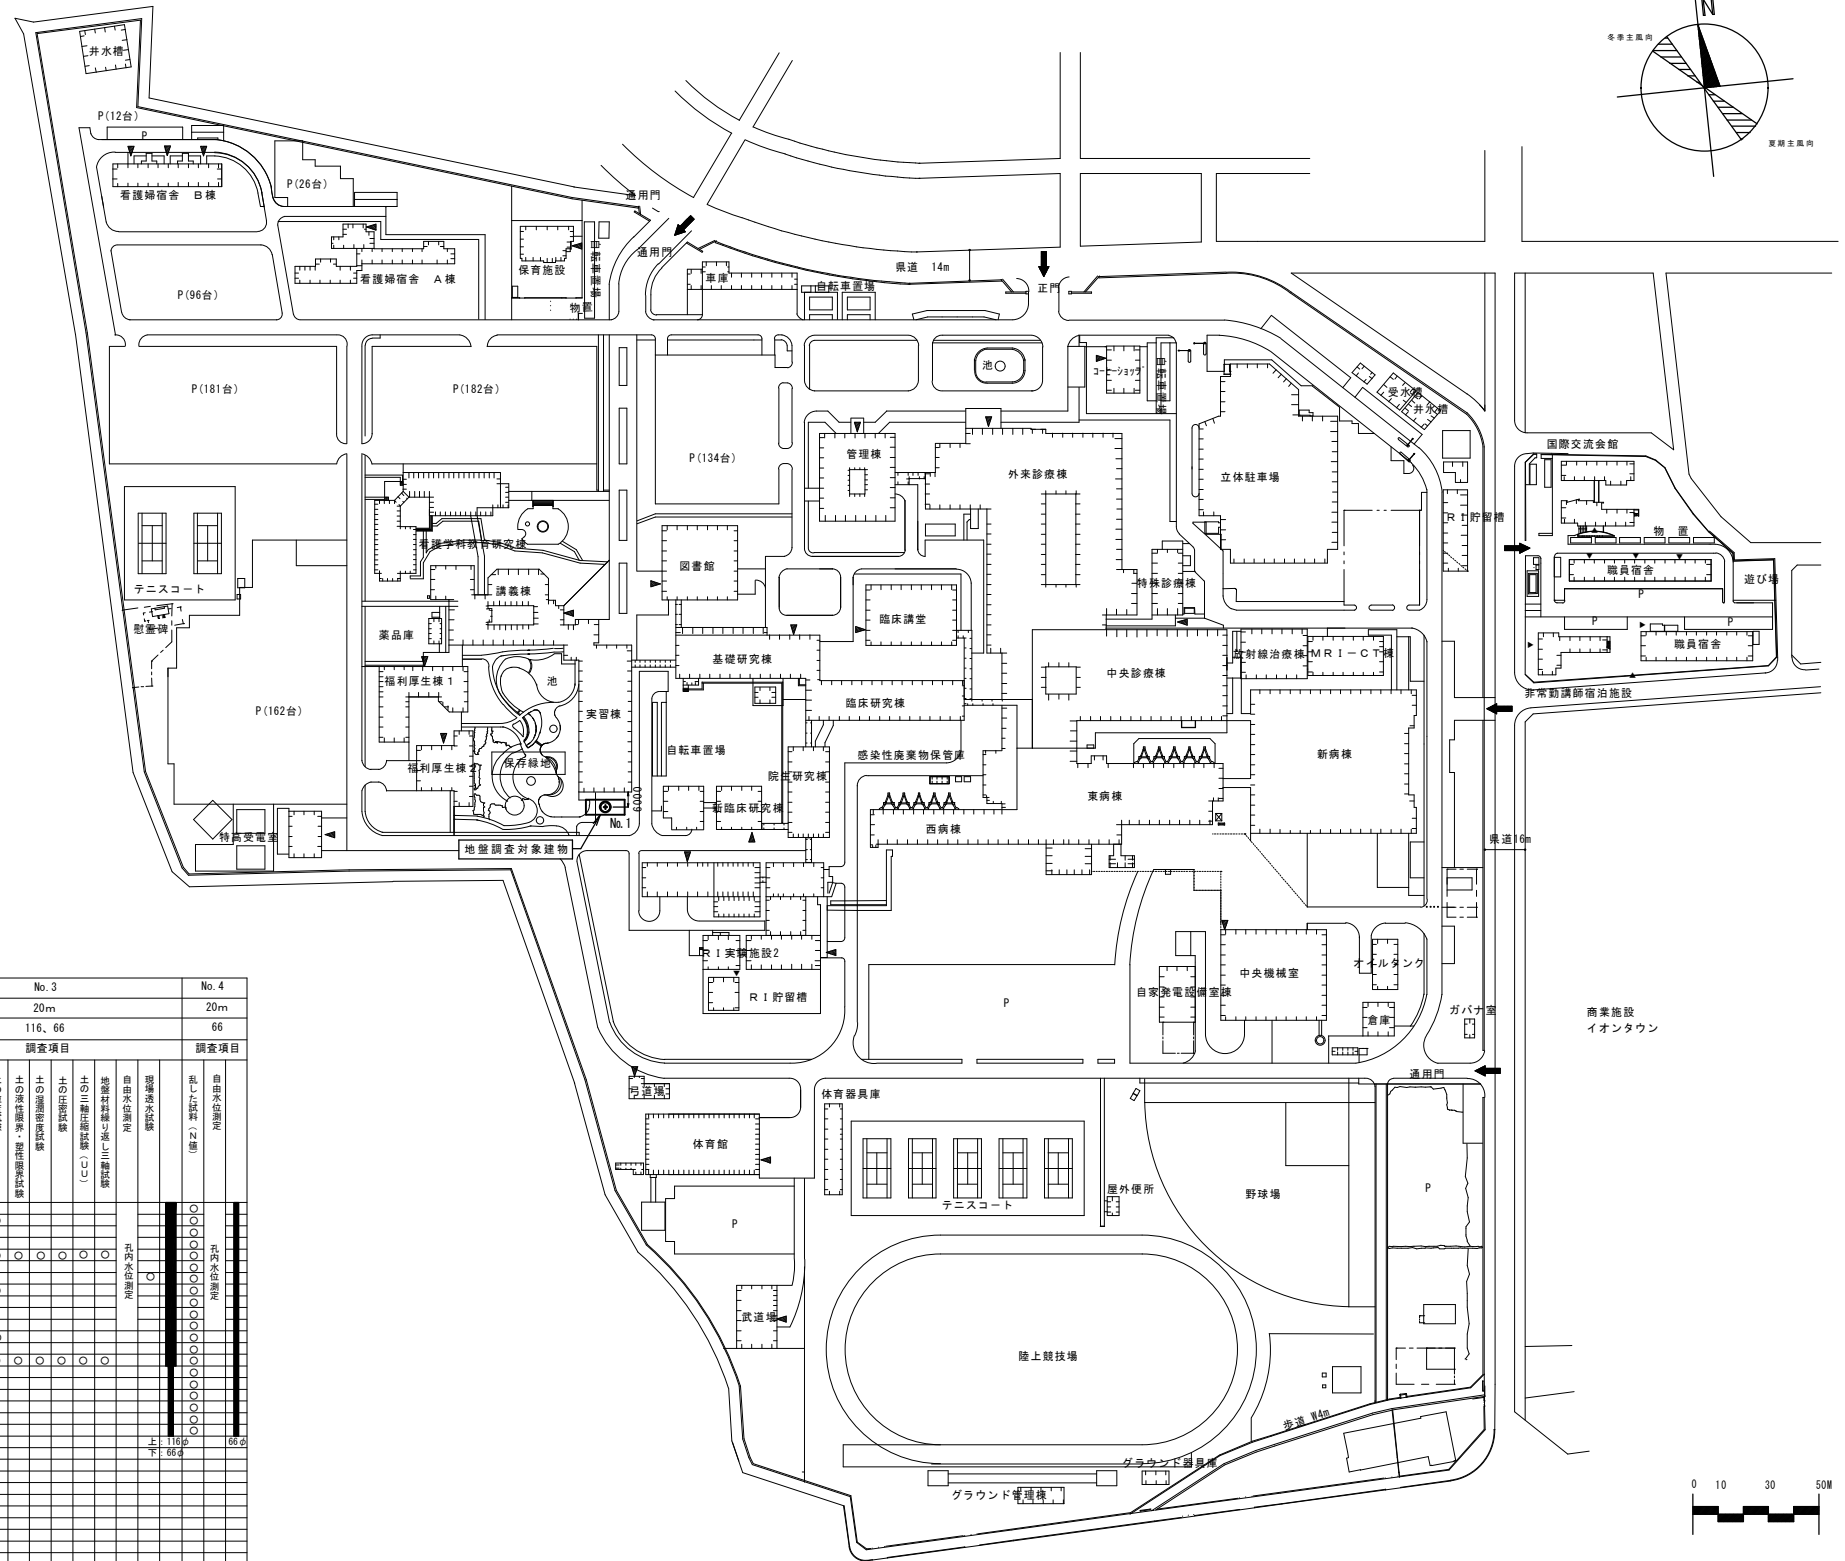 N
冬季主風向
夏期主風向
井水槽
P(12台)
P
看護婦宿舎 B棟
P(26台)
看護婦宿舎 A棟
P(96台)
保育施設
自転車置場
物置
通用門
通用門
車庫
自転車置場
県道 14m
正門
池
コーヒーショップ
自転車置場
受水槽
井水槽
P(181台)
P(182台)
P(134台)
管理棟
外来診療棟
立体駐車場
RI貯留槽
国際交流会館
物置
職員宿舎
遊び場
P
P
P
職員宿舎
非常勤講師宿泊施設
テニスコート
慰霊碑
看護学科教育研究棟
講義棟
薬品庫
図書館
臨床講堂
特殊診療棟
福利厚生棟1
池
実習棟
基礎研究棟
臨床研究棟
中央診療棟
放射線治療棟
MRI-CT棟
P(162台)
福利厚生棟2
保存緑地
自転車置場
院生研究棟
感染性廃棄物保管庫
新病棟
東病棟
西病棟
新臨床研究棟
6000
No.1
地盤調査対象建物
特高受電室
県道16m
RI実験施設2
RI貯留槽
P
自家発電設備室棟
中央機械室
オイルタンク
倉庫
ガバナ室
商業施設
イオンタウン
通用門
弓道場
体育館
体育器具庫
テニスコート
屋外便所
野球場
P
P
武道場
陸上競技場
歩道 W4m
グラウンド器具庫
グラウンド管理棟
0 10 30 50M
No.3
No.4
20m
20m
116、66
66
調査項目
調査項目
土の液性限界・塑性限界試験
土の湿潤密度試験
土の圧密試験
土の三軸圧縮試験(UU)
地盤材料繰り返し三軸試験
自由水位測定
現場透水試験
乱した試料(N値)
自由水位測定
孔内水位測定
孔内水位測定
上:116φ
下:66φ
66φ